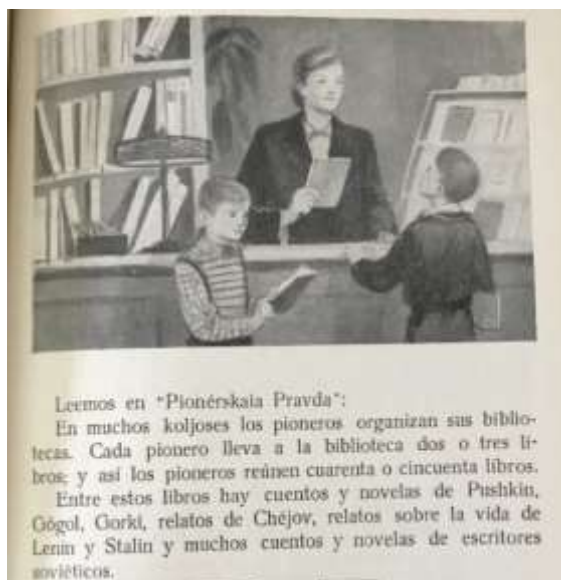 Leemos en "Pionérskaia Pravda":
En muchos koljoses los pioneros organizan sus biblio-
tecas. Cada pionero lleva a la biblioteca dos o tres li-
bros; y así los pioneros reúnen cuarenta o cincuenta libros.
Entre estos libros hay cuentos y novelas de Pushkin,
Gógol, Gorki, relatos de Chéjov, relatos sobre la vida de
Lenin y Stalin y muchos cuentos y novelas de escritores
soviéticos.